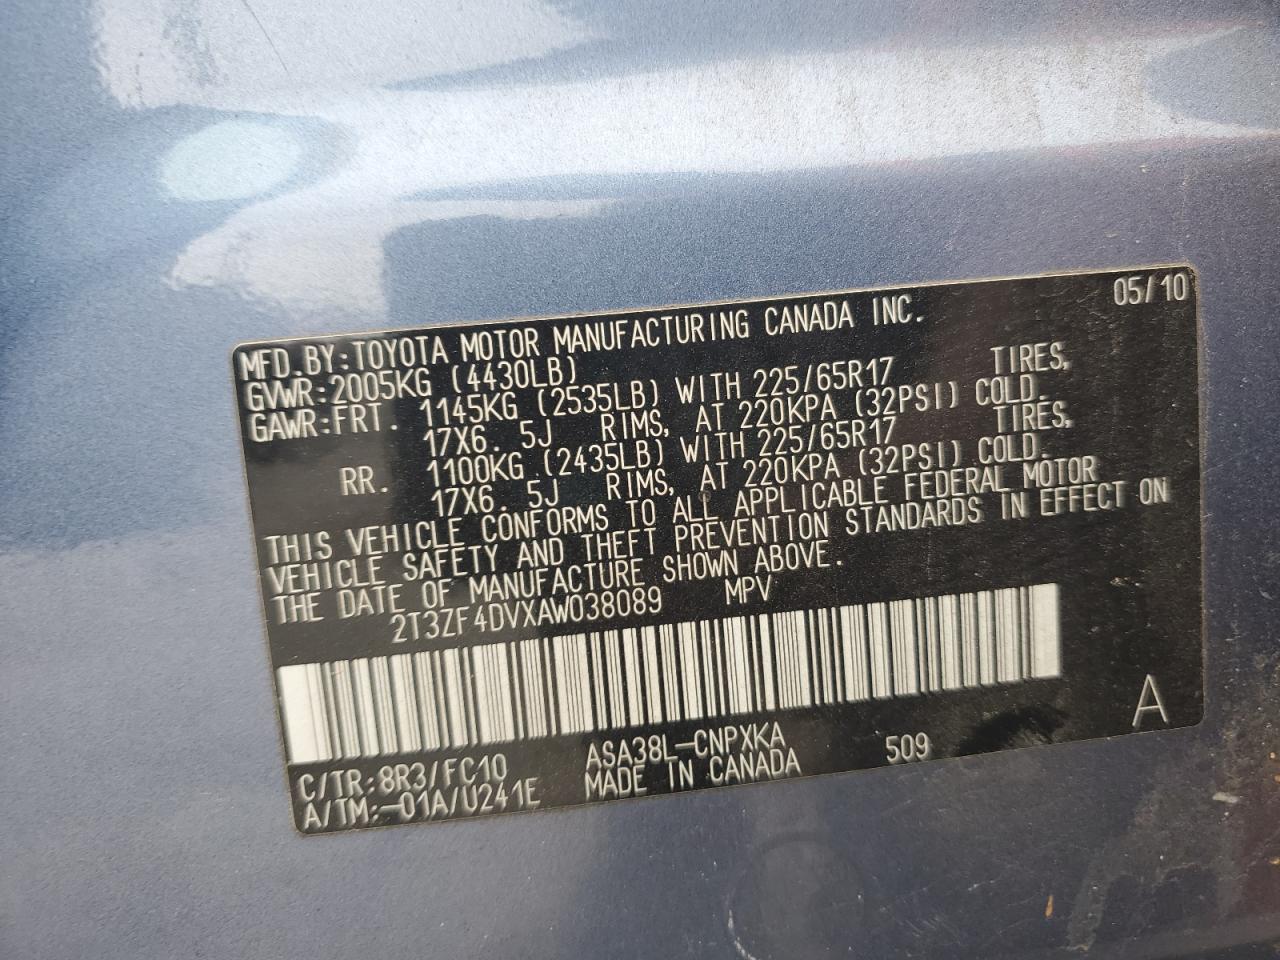 05/10
MFD.BY:TOYOTA MOTOR MANUFACTURING CANADA INC.
GVWR:2005KG (4430LB)
GAWR:FRT. 1145KG (2535LB) WITH 225/65R17 TIRES,
17X6.5J RIMS, AT 220KPA (32PSI) COLD.
RR. 1100KG (2435LB) WITH 225/65R17 TIRES,
17X6.5J RIMS, AT 220KPA (32PSI) COLD.
THIS VEHICLE CONFORMS TO ALL APPLICABLE FEDERAL MOTOR
VEHICLE SAFETY AND THEFT PREVENTION STANDARDS IN EFFECT ON
THE DATE OF MANUFACTURE SHOWN ABOVE.
2T3ZF4DVXAW038089 MPV
A
C/TR:8R3/FC10 ASA38L-CNPXKA 509
A/TM:-01A/U241E MADE IN CANADA